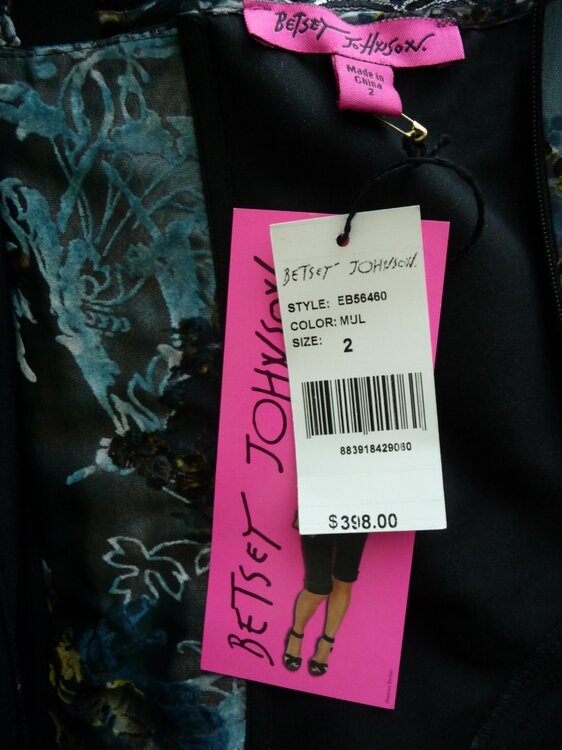 BETSEY JOHNSON.
Made in
China
2
BETSEY JOHNSON.
STYLE: EB56460
COLOR: MUL
SIZE: 2
883918429060
$398.00
BETSEY JOHNSON